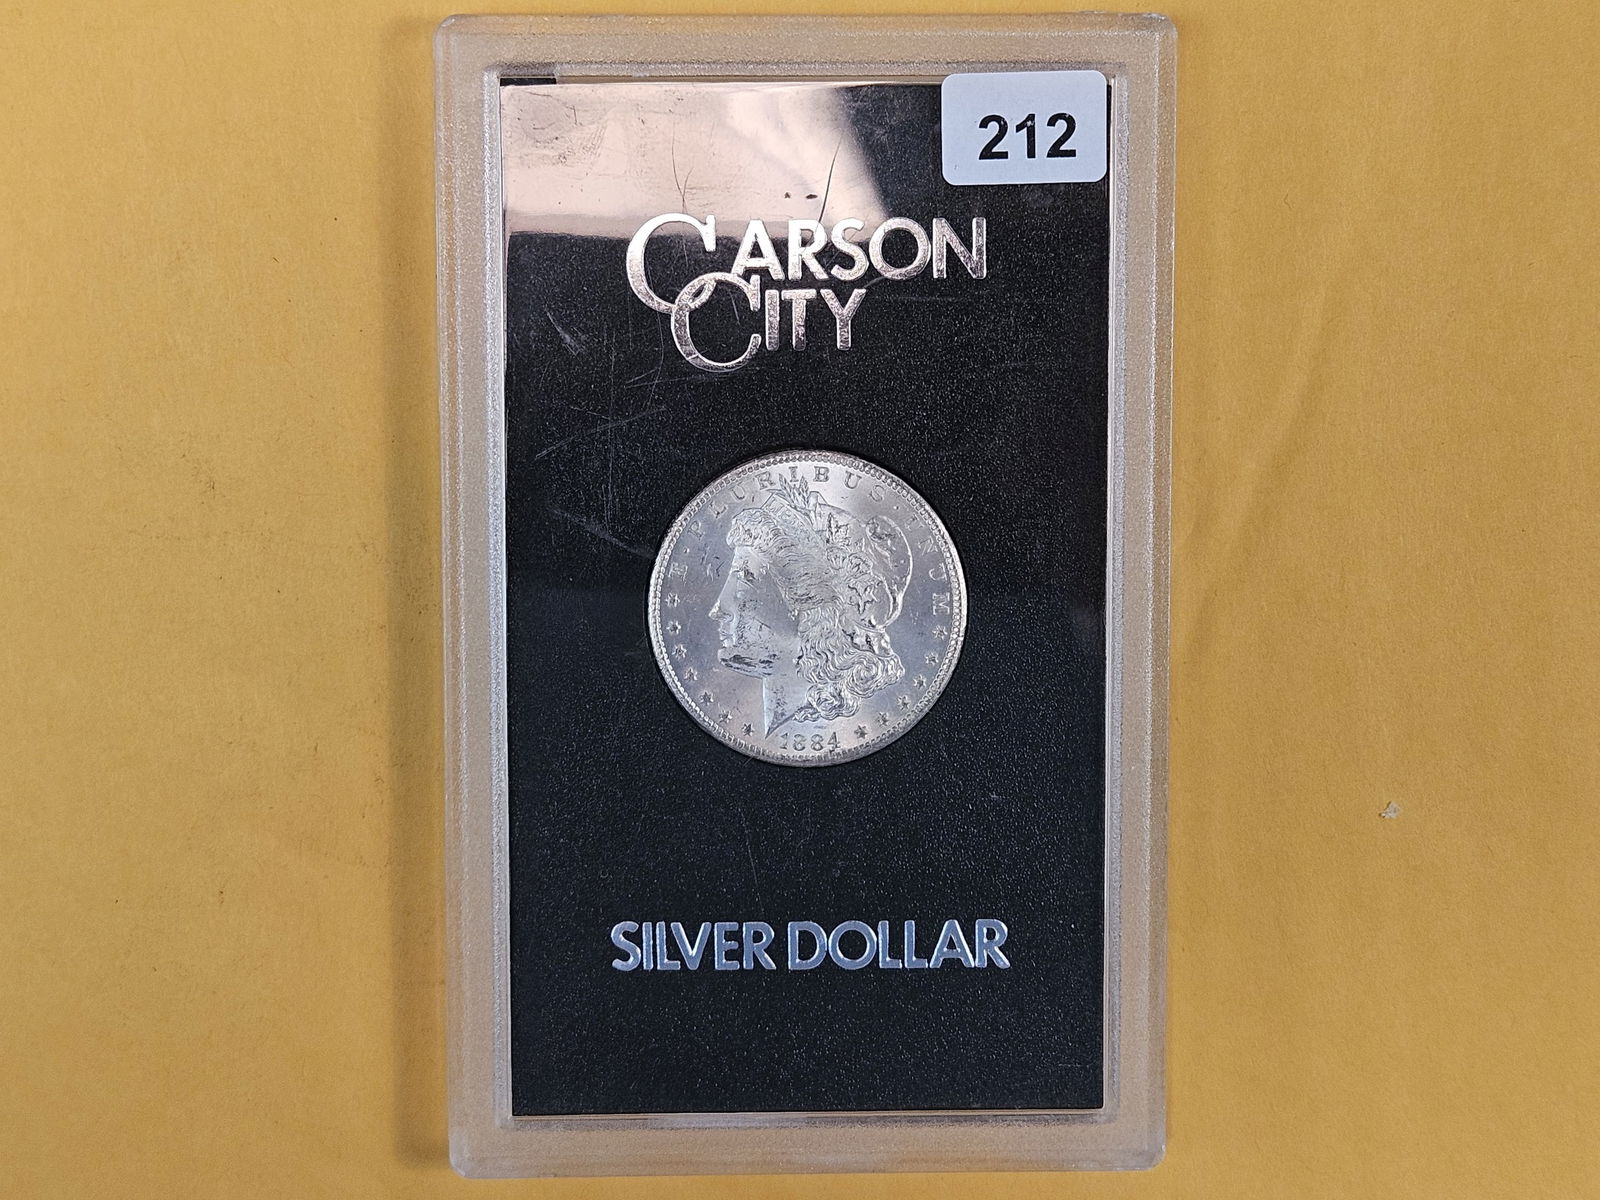 212
CARSON
CITY
E · PLURIBUS · UNUM
1884
SILVER DOLLAR